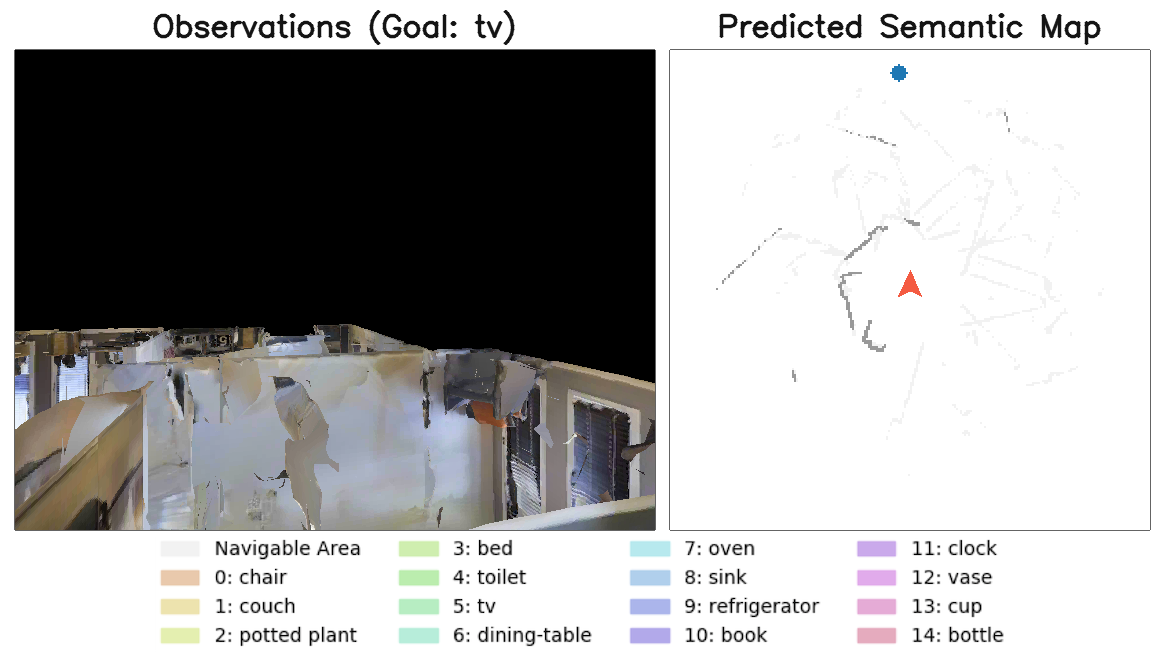 Observations (Goal: tv)
Predicted Semantic Map
Navigable Area
0: chair
1: couch
2: potted plant
3: bed
4: toilet
5: tv
6: dining-table
7: oven
8: sink
9: refrigerator
10: book
11: clock
12: vase
13: cup
14: bottle